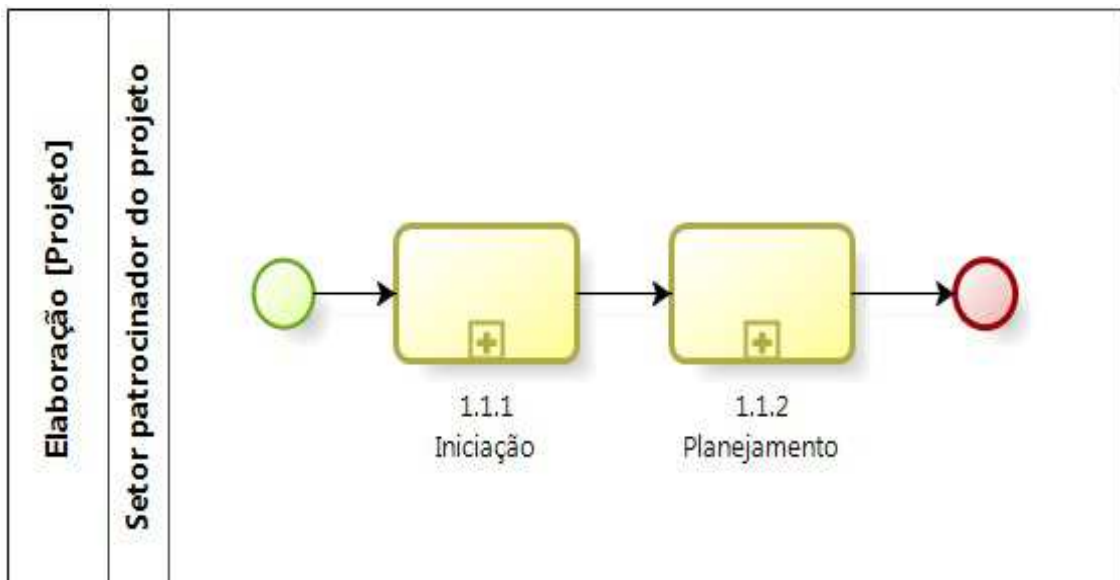 Elaboração [Projeto]
Setor patrocinador do projeto
1.1.1
Iniciação
1.1.2
Planejamento